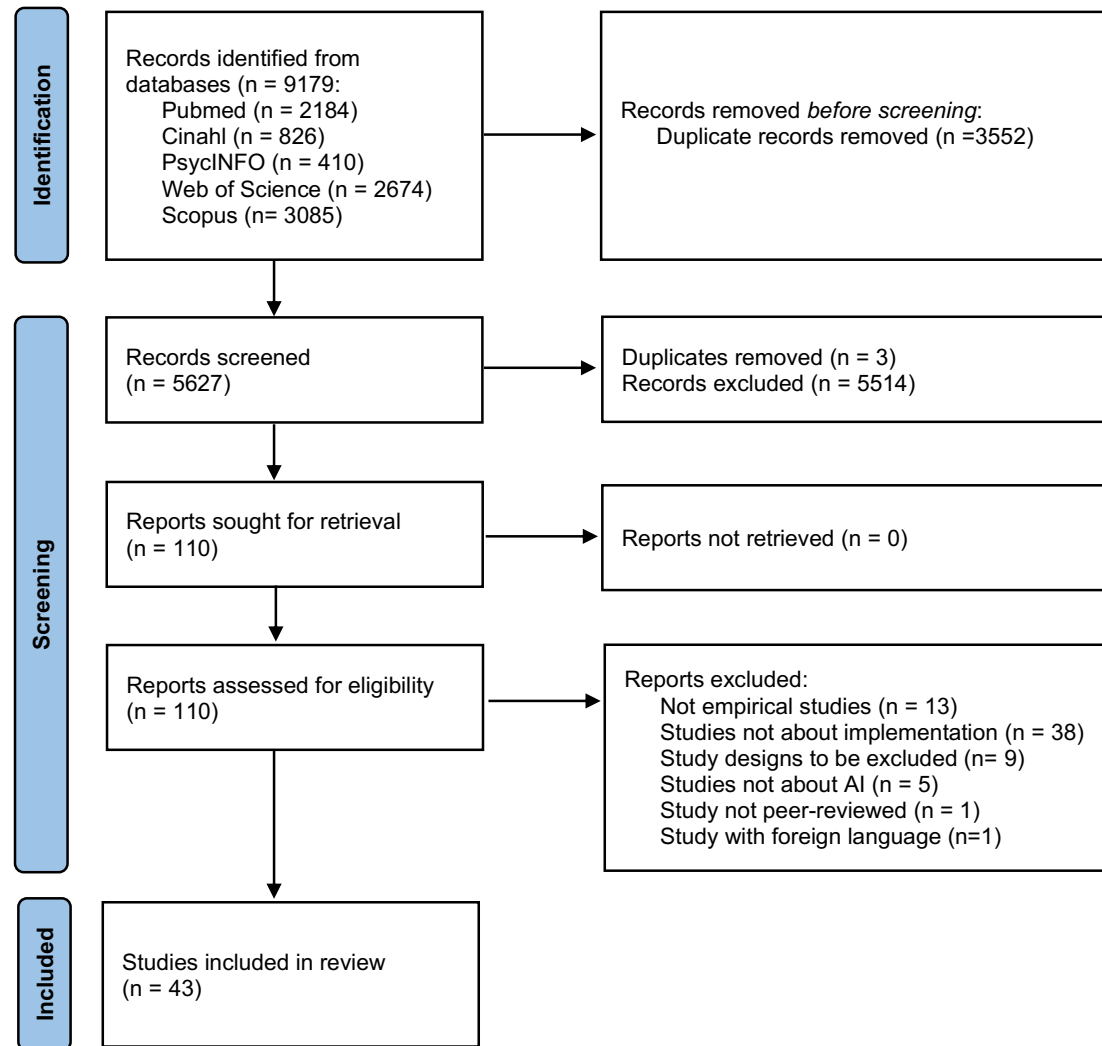 Identification
Records identified from
databases (n = 9179:
Pubmed (n = 2184)
Cinahl (n = 826)
PsycINFO (n = 410)
Web of Science (n = 2674)
Scopus (n= 3085)
Records removed before screening:
Duplicate records removed (n =3552)
Screening
Records screened
(n = 5627)
Duplicates removed (n = 3)
Records excluded (n = 5514)
Reports sought for retrieval
(n = 110)
Reports not retrieved (n = 0)
Reports assessed for eligibility
(n = 110)
Reports excluded:
Not empirical studies (n = 13)
Studies not about implementation (n = 38)
Study designs to be excluded (n= 9)
Studies not about AI (n = 5)
Study not peer-reviewed (n = 1)
Study with foreign language (n=1)
Included
Studies included in review
(n = 43)